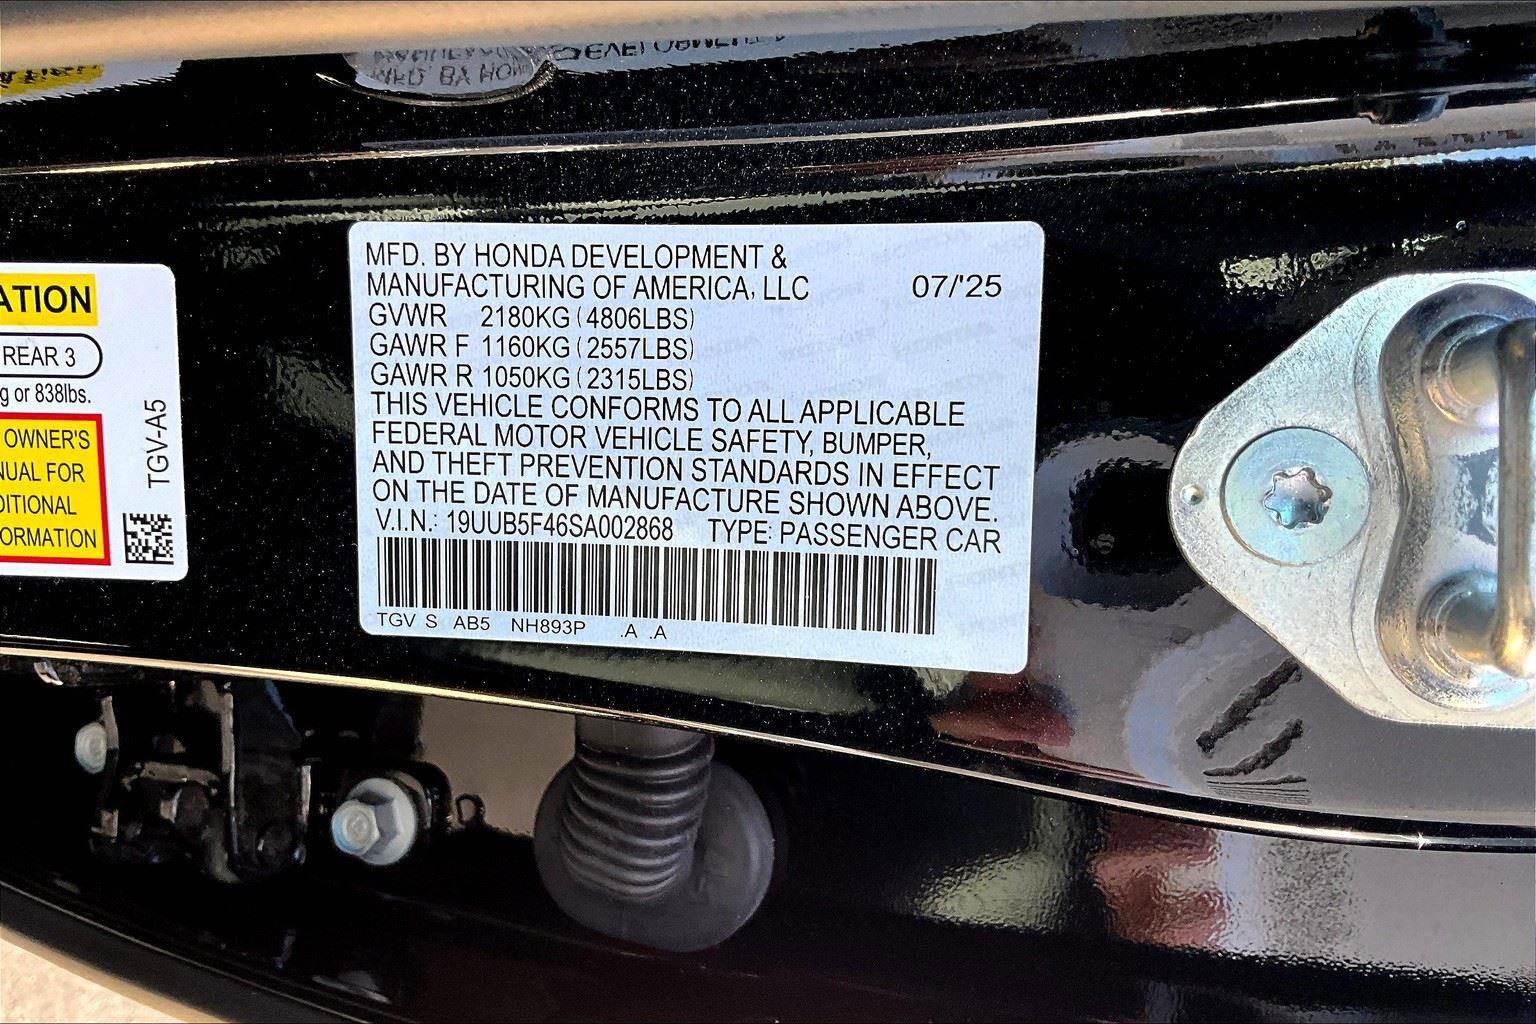 ATION
REAR 3
g or 838lbs.
OWNER'S
NUAL FOR
DITIONAL
FORMATION
TGV-A5
MFD. BY HONDA DEVELOPMENT &
MANUFACTURING OF AMERICA, LLC 07/'25
GVWR 2180KG (4806LBS)
GAWR F 1160KG (2557LBS)
GAWR R 1050KG (2315LBS)
THIS VEHICLE CONFORMS TO ALL APPLICABLE
FEDERAL MOTOR VEHICLE SAFETY, BUMPER,
AND THEFT PREVENTION STANDARDS IN EFFECT
ON THE DATE OF MANUFACTURE SHOWN ABOVE.
V.I.N.: 19UUB5F46SA002868 TYPE: PASSENGER CAR
TGV S AB5 NH893P .A .A